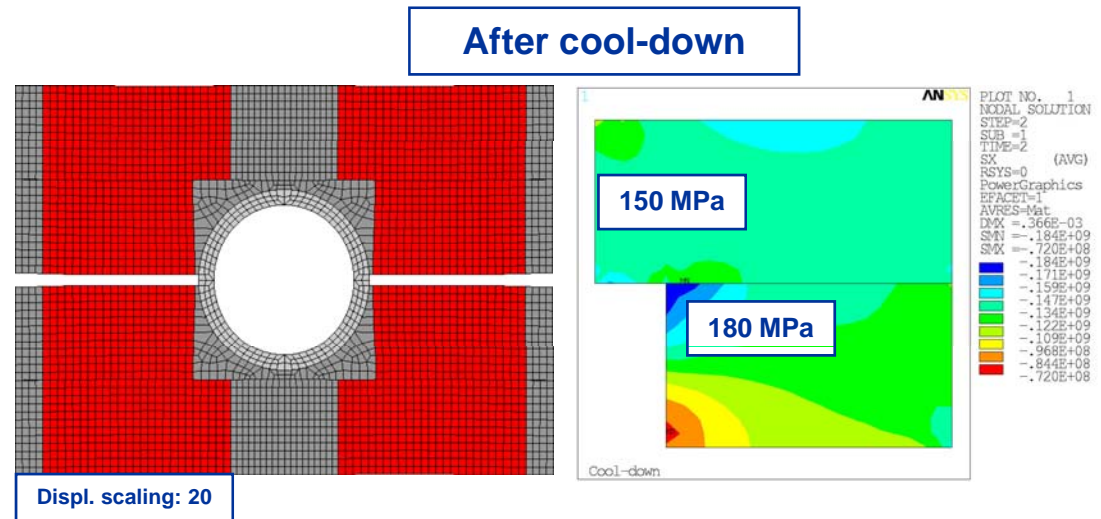 After cool-down
1
ANSYS
PLOT NO. 1
NODAL SOLUTION
STEP=2
SUB =1
TIME=2
SX (AVG)
RSYS=0
PowerGraphics
EFACET=1
AVRES=Mat
DMX =.366E-03
SMN =-.184E+09
SMX =-.720E+08
-.184E+09
-.171E+09
-.159E+09
-.147E+09
-.134E+09
-.122E+09
-.109E+09
-.968E+08
-.844E+08
-.720E+08
150 MPa
MN
180 MPa
Cool-down
Displ. scaling: 20